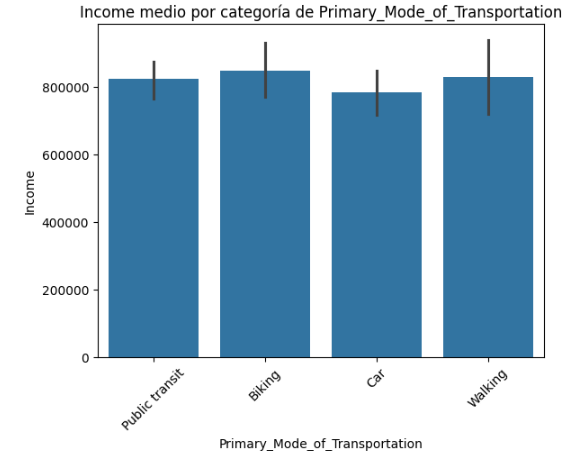 Income medio por categoría de Primary_Mode_of_Transportation
Income
800000
600000
400000
200000
0
Public transit
Biking
Car
Walking
Primary_Mode_of_Transportation